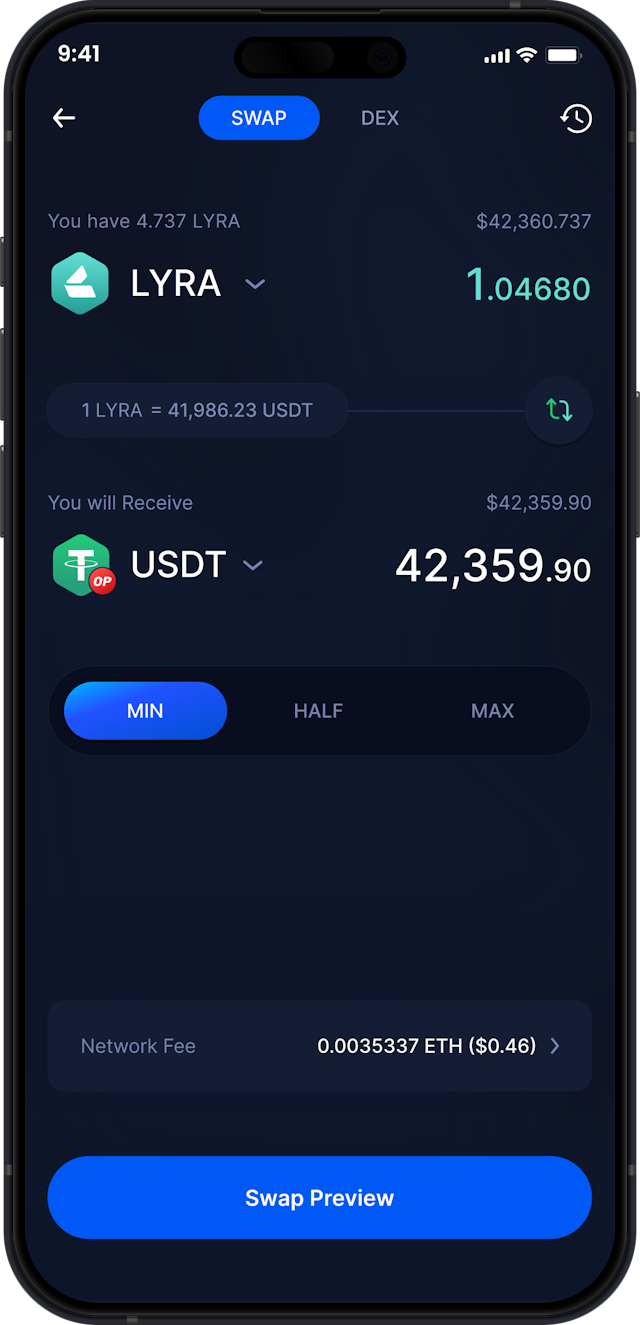 9:41
SWAP DEX
You have 4.737 LYRA $42,360.737
LYRA 1.04680
1 LYRA = 41,986.23 USDT
You will Receive $42,359.90
T OP USDT 42,359.90
MIN HALF MAX
Network Fee 0.0035337 ETH ($0.46)
Swap Preview